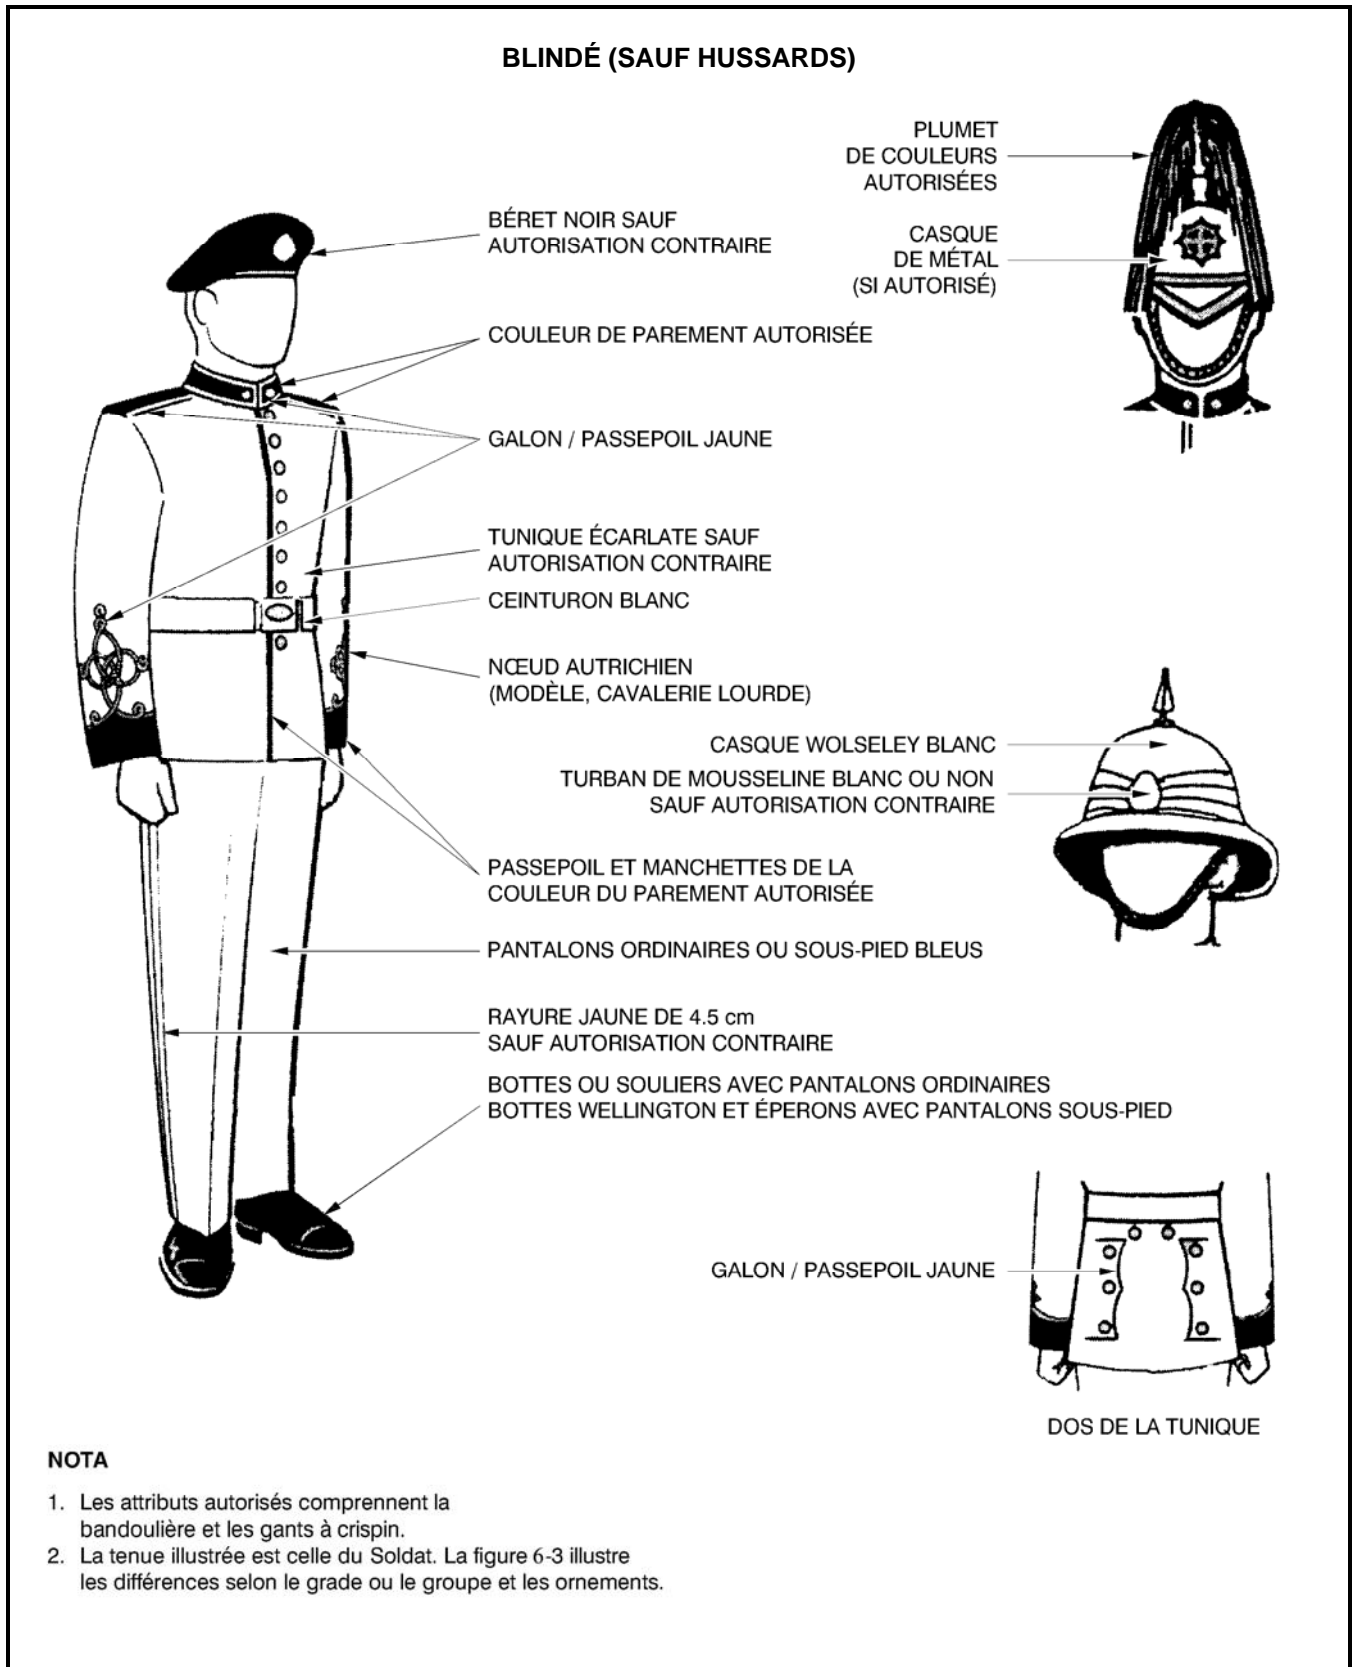 BLINDÉ (SAUF HUSSARDS)
PLUMET
DE COULEURS
AUTORISÉES
BÉRET NOIR SAUF
AUTORISATION CONTRAIRE
CASQUE
DE MÉTAL
(SI AUTORISÉ)
COULEUR DE PAREMENT AUTORISÉE
GALON / PASSEPOIL JAUNE
TUNIQUE ÉCARLATE SAUF
AUTORISATION CONTRAIRE
CEINTURON BLANC
NŒUD AUTRICHIEN
(MODÈLE, CAVALERIE LOURDE)
CASQUE WOLSELEY BLANC
TURBAN DE MOUSSELINE BLANC OU NON
SAUF AUTORISATION CONTRAIRE
PASSEPOIL ET MANCHETTES DE LA
COULEUR DU PAREMENT AUTORISÉE
PANTALONS ORDINAIRES OU SOUS-PIED BLEUS
RAYURE JAUNE DE 4.5 cm
SAUF AUTORISATION CONTRAIRE
BOTTES OU SOULIERS AVEC PANTALONS ORDINAIRES
BOTTES WELLINGTON ET ÉPERONS AVEC PANTALONS SOUS-PIED
GALON / PASSEPOIL JAUNE
DOS DE LA TUNIQUE
NOTA
1. Les attributs autorisés comprennent la
bandoulière et les gants à crispin.
2. La tenue illustrée est celle du Soldat. La figure 6-3 illustre
les différences selon le grade ou le groupe et les ornements.